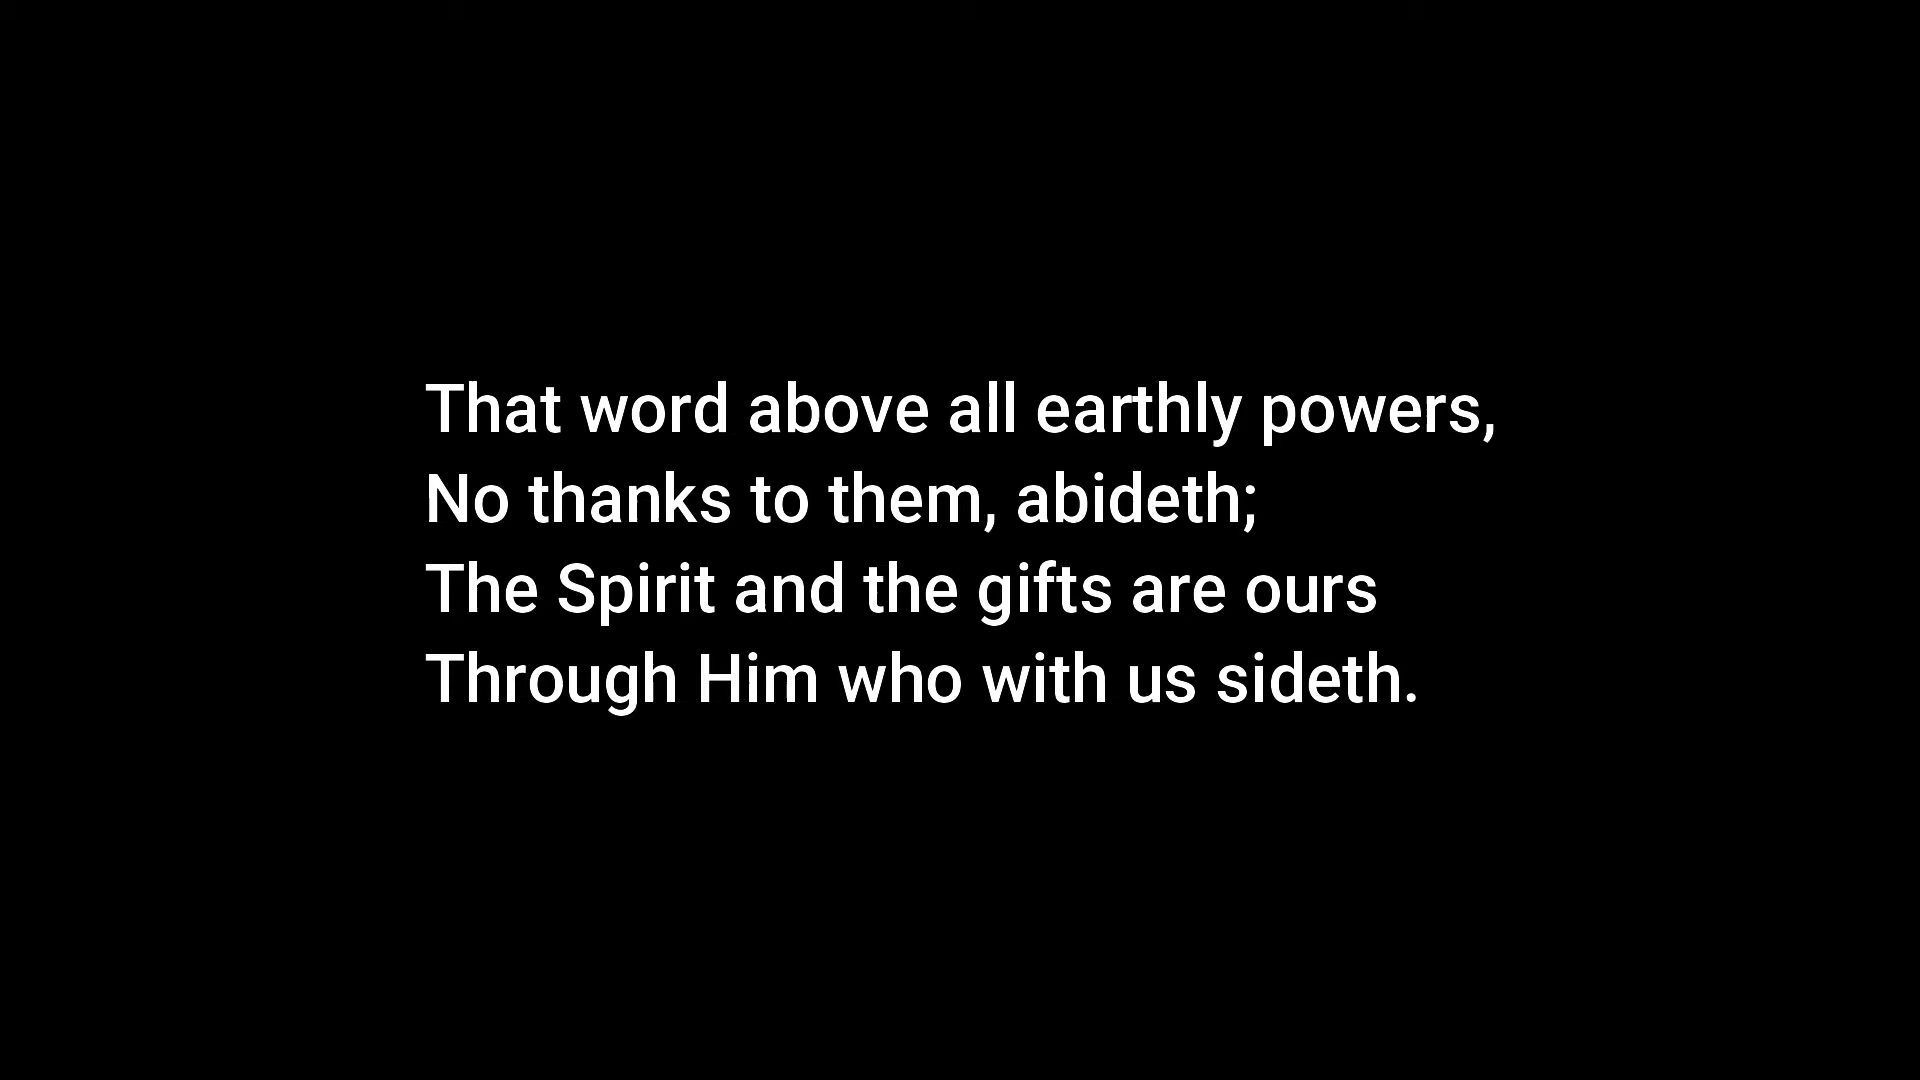 That word above all earthly powers,
No thanks to them, abideth;
The Spirit and the gifts are ours
Through Him who with us sideth.